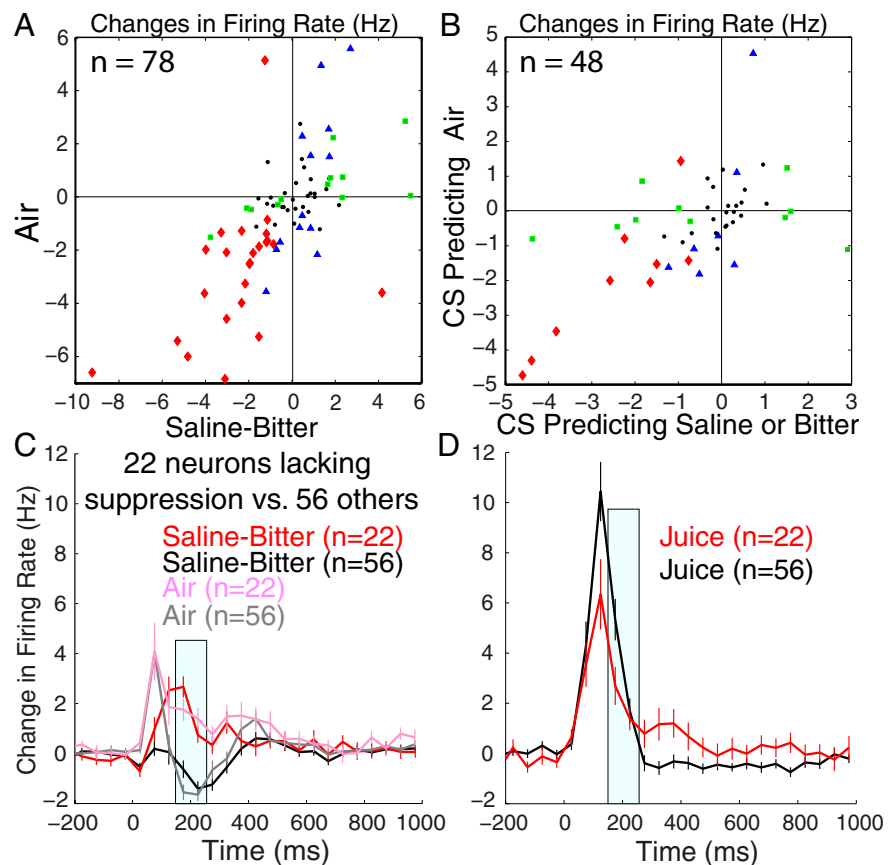 A
Changes in Firing Rate (Hz)
n = 78
6
4
2
0
−2
−4
−6
Air
−10
−8
−6
−4
−2
0
2
4
6
Saline-Bitter
B
Changes in Firing Rate (Hz)
n = 48
5
4
3
2
1
0
−1
−2
−3
−4
−5
CS Predicting Air
−5
−4
−3
−2
−1
0
1
2
3
CS Predicting Saline or Bitter
C
22 neurons lacking
suppression vs. 56 others
Saline-Bitter (n=22)
Saline-Bitter (n=56)
Air (n=22)
Air (n=56)
12
10
8
6
4
2
0
−2
Change in Firing Rate (Hz)
−200
0
200
400
600
800
1000
Time (ms)
D
Juice (n=22)
Juice (n=56)
12
10
8
6
4
2
0
−2
−200
0
200
400
600
800
1000
Time (ms)